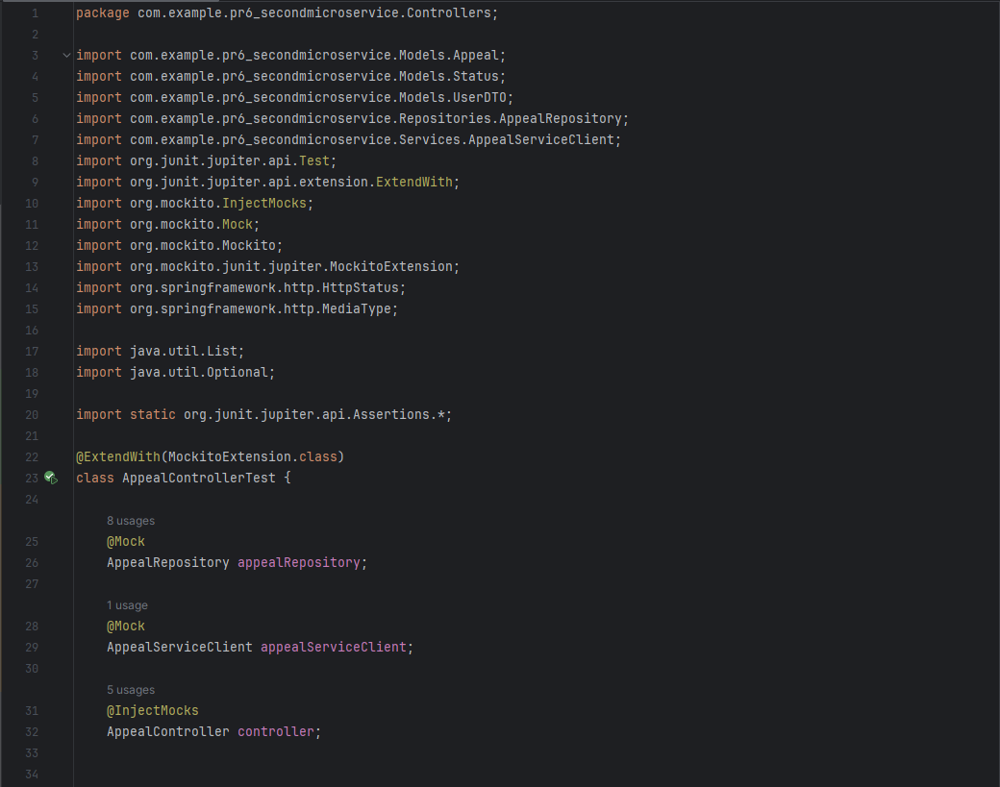 1 package com.example.pr6_secondmicroservice.Controllers;
2
3 import com.example.pr6_secondmicroservice.Models.Appeal;
4 import com.example.pr6_secondmicroservice.Models.Status;
5 import com.example.pr6_secondmicroservice.Models.UserDTO;
6 import com.example.pr6_secondmicroservice.Repositories.AppealRepository;
7 import com.example.pr6_secondmicroservice.Services.AppealServiceClient;
8 import org.junit.jupiter.api.Test;
9 import org.junit.jupiter.api.extension.ExtendWith;
10 import org.mockito.InjectMocks;
11 import org.mockito.Mock;
12 import org.mockito.Mockito;
13 import org.mockito.junit.jupiter.MockitoExtension;
14 import org.springframework.http.HttpStatus;
15 import org.springframework.http.MediaType;
16
17 import java.util.List;
18 import java.util.Optional;
19
20 import static org.junit.jupiter.api.Assertions.*;
21
22 @ExtendWith(MockitoExtension.class)
23 class AppealControllerTest {
24
8 usages
25 @Mock
26 AppealRepository appealRepository;
27
1 usage
28 @Mock
29 AppealServiceClient appealServiceClient;
30
5 usages
31 @InjectMocks
32 AppealController controller;
33
34